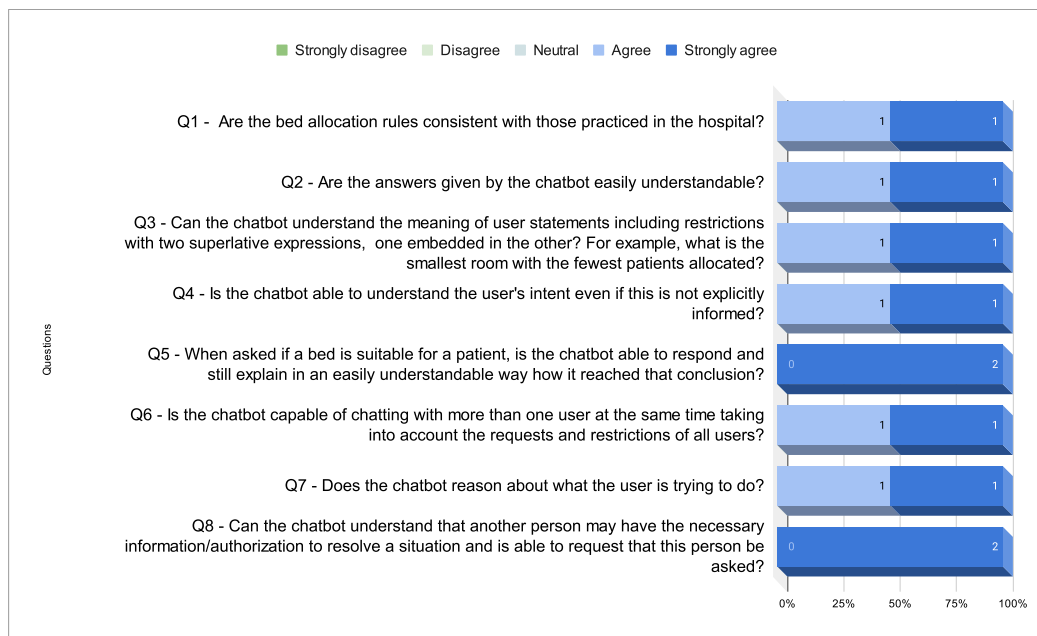 Strongly disagree Disagree Neutral Agree Strongly agree
Questions
Q1 - Are the bed allocation rules consistent with those practiced in the hospital?
1 1
Q2 - Are the answers given by the chatbot easily understandable?
1 1
Q3 - Can the chatbot understand the meaning of user statements including restrictions
with two superlative expressions, one embedded in the other? For example, what is the
smallest room with the fewest patients allocated?
1 1
Q4 - Is the chatbot able to understand the user's intent even if this is not explicitly
informed?
1 1
Q5 - When asked if a bed is suitable for a patient, is the chatbot able to respond and
still explain in an easily understandable way how it reached that conclusion?
0 2
Q6 - Is the chatbot capable of chatting with more than one user at the same time taking
into account the requests and restrictions of all users?
1 1
Q7 - Does the chatbot reason about what the user is trying to do?
1 1
Q8 - Can the chatbot understand that another person may have the necessary
information/authorization to resolve a situation and is able to request that this person be
asked?
0 2
0% 25% 50% 75% 100%